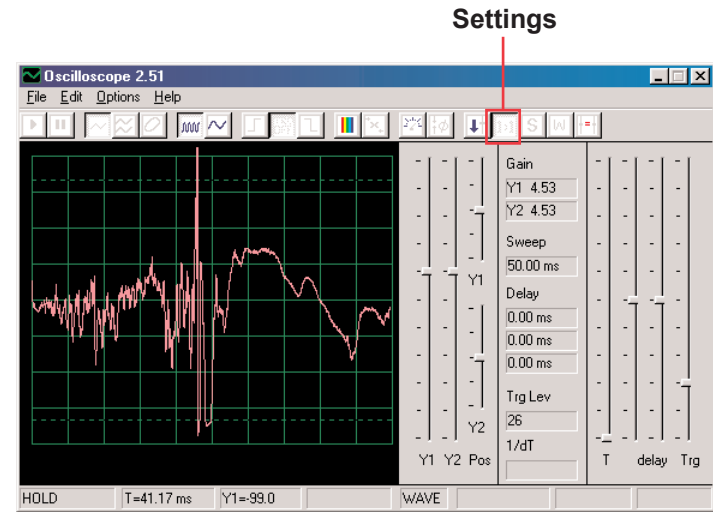 Settings
Oscilloscope 2.51
File Edit Options Help
1:1 S W
Gain
Y1 4.53
Y2 4.53
Sweep
50.00 ms
Delay
0.00 ms
0.00 ms
0.00 ms
Trg Lev
26
1/dT
Y1
Y2
Y1 Y2 Pos
T delay Trg
HOLD T=41.17 ms Y1=-99.0 WAVE